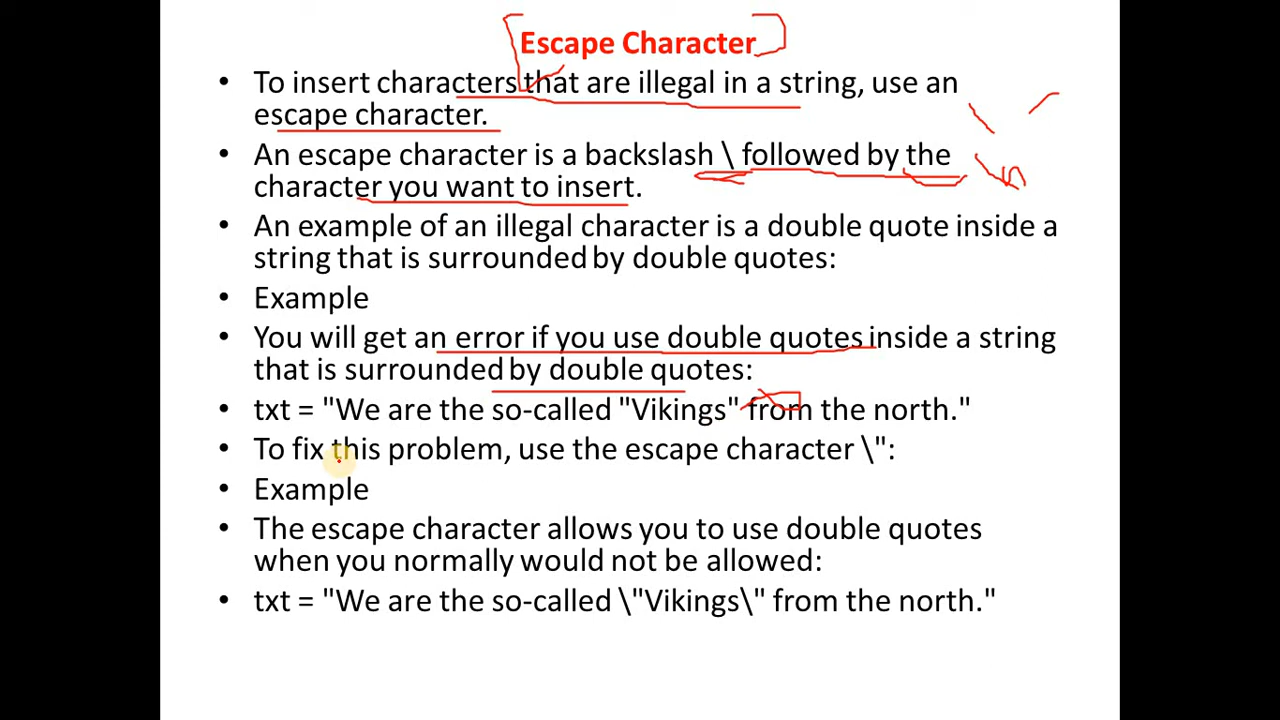 Escape Character
• To insert characters that are illegal in a string, use an
escape character.
• An escape character is a backslash \ followed by the
character you want to insert.
\n
• An example of an illegal character is a double quote inside a
string that is surrounded by double quotes:
• Example
• You will get an error if you use double quotes inside a string
that is surrounded by double quotes:
• txt = "We are the so-called "Vikings" from the north."
• To fix this problem, use the escape character \":
• Example
• The escape character allows you to use double quotes
when you normally would not be allowed:
• txt = "We are the so-called \"Vikings\" from the north."